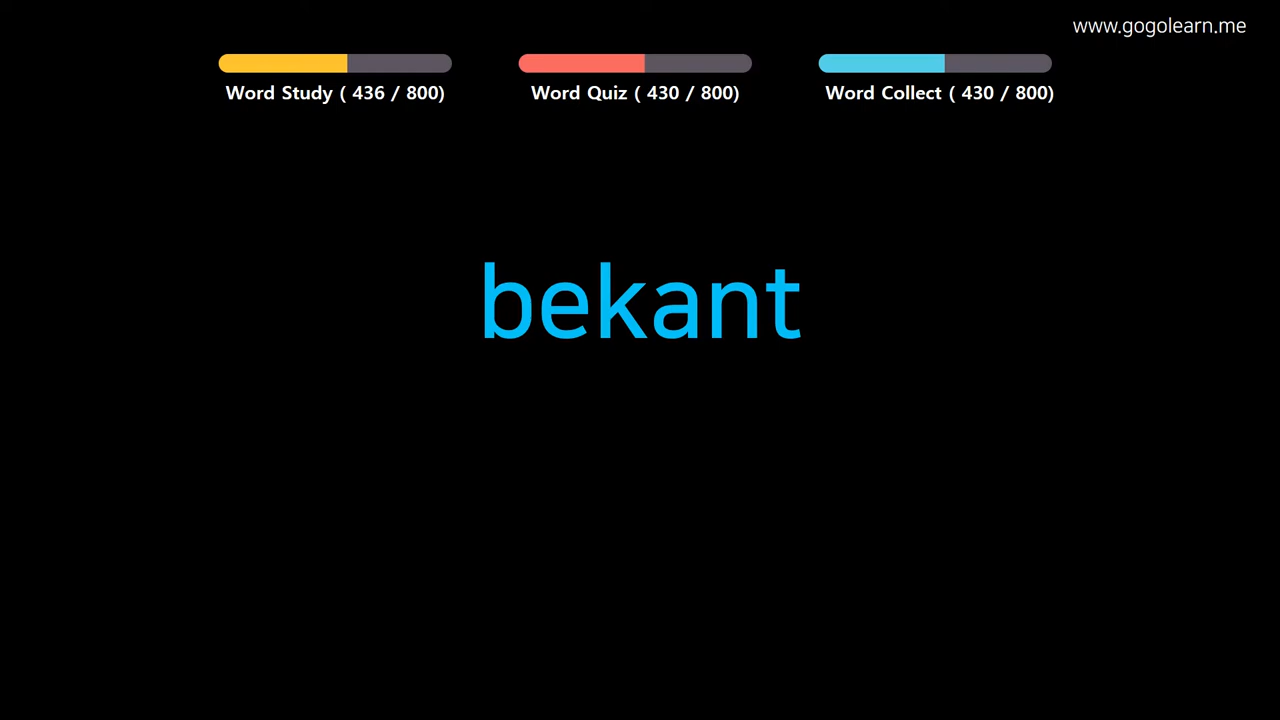 www.gogolearn.me
Word Study ( 436 / 800)
Word Quiz ( 430 / 800)
Word Collect ( 430 / 800)
bekant